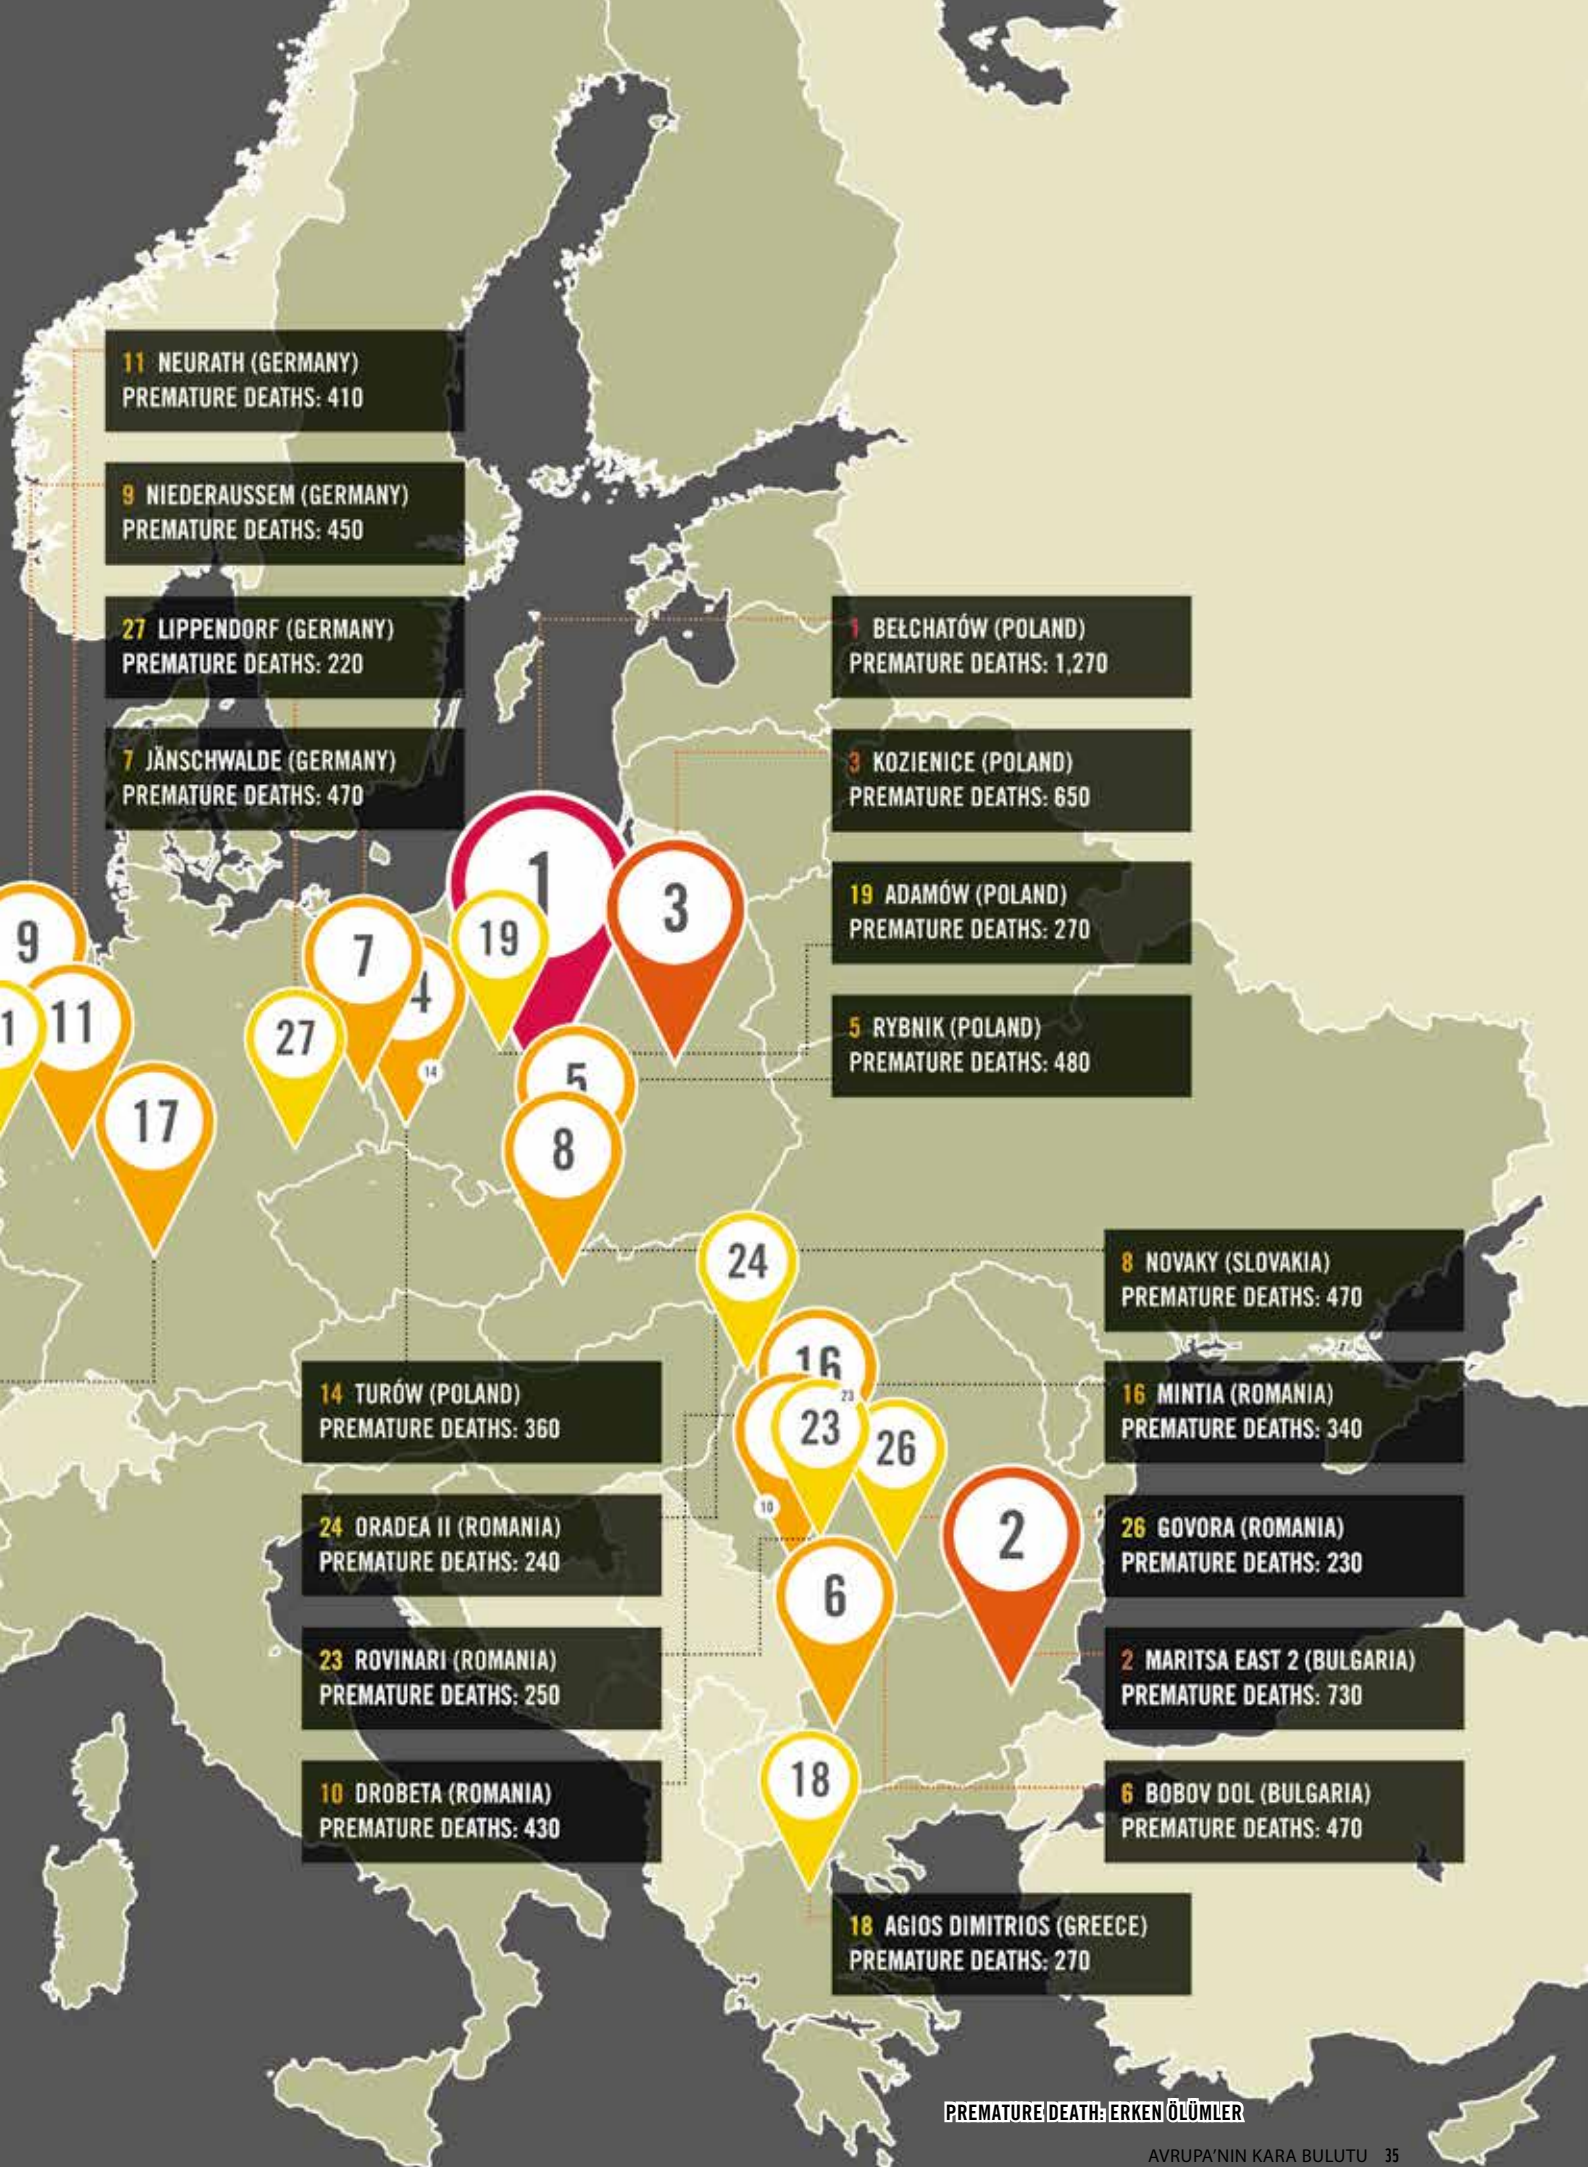 11 NEURATH (GERMANY)
PREMATURE DEATHS: 410
9 NIEDERAUSSEM (GERMANY)
PREMATURE DEATHS: 450
27 LIPPENDORF (GERMANY)
PREMATURE DEATHS: 220
7 JÄNSCHWALDE (GERMANY)
PREMATURE DEATHS: 470
1 BEŁCHATÓW (POLAND)
PREMATURE DEATHS: 1,270
3 KOZIENICE (POLAND)
PREMATURE DEATHS: 650
19 ADAMÓW (POLAND)
PREMATURE DEATHS: 270
5 RYBNIK (POLAND)
PREMATURE DEATHS: 480
1
3
19
9
7
4
1
11
27
14
5
17
8
24
8 NOVAKY (SLOVAKIA)
PREMATURE DEATHS: 470
16
23
23
26
10
2
6
18
14 TURÓW (POLAND)
PREMATURE DEATHS: 360
16 MINTIA (ROMANIA)
PREMATURE DEATHS: 340
24 ORADEA II (ROMANIA)
PREMATURE DEATHS: 240
26 GOVORA (ROMANIA)
PREMATURE DEATHS: 230
23 ROVINARI (ROMANIA)
PREMATURE DEATHS: 250
2 MARITSA EAST 2 (BULGARIA)
PREMATURE DEATHS: 730
10 DROBETA (ROMANIA)
PREMATURE DEATHS: 430
6 BOBOV DOL (BULGARIA)
PREMATURE DEATHS: 470
18 AGIOS DIMITRIOS (GREECE)
PREMATURE DEATHS: 270
PREMATURE DEATH: ERKEN ÖLÜMLER
AVRUPA'NIN KARA BULUTU 35